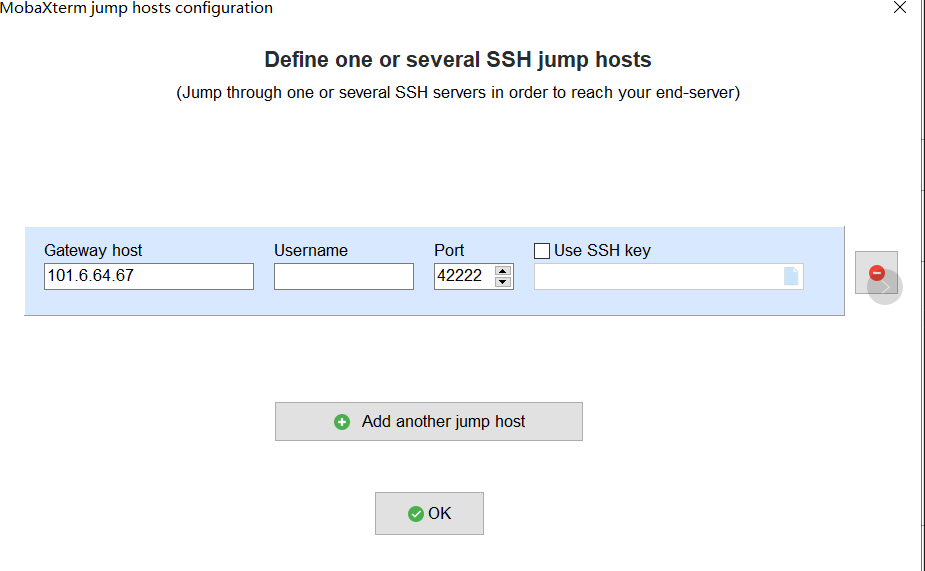 MobaXterm jump hosts configuration
Define one or several SSH jump hosts
(Jump through one or several SSH servers in order to reach your end-server)
Gateway host Username Port Use SSH key
101.6.64.67 42222
Add another jump host
OK